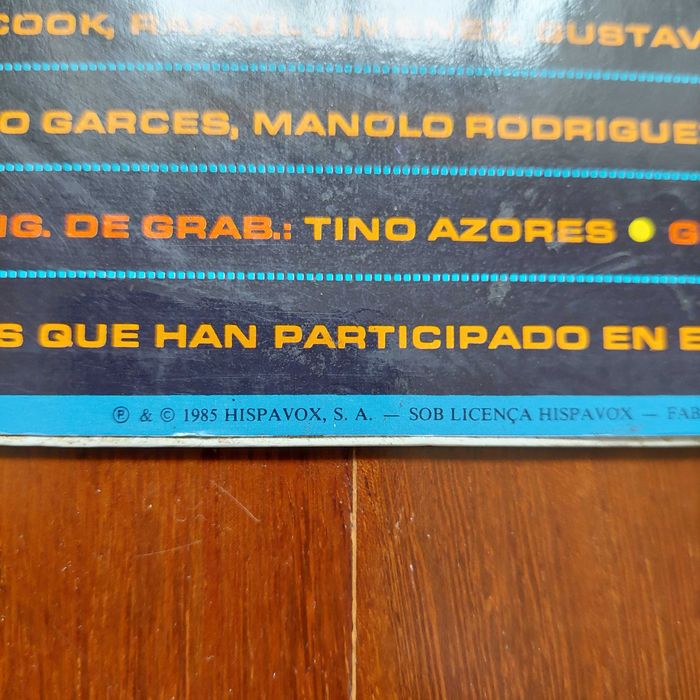 COOK, RAFAEL JIMENEZ, GUSTAV
O GARCES, MANOLO RODRIGUE
NG. DE GRAB.: TINO AZORES ● G
S QUE HAN PARTICIPADO EN E
℗ & © 1985 HISPAVOX, S. A. — SOB LICENÇA HISPAVOX — FAB